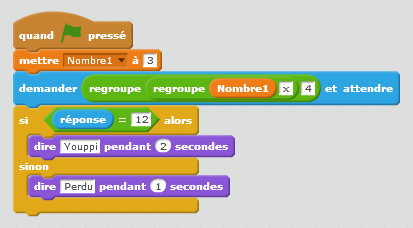 quand pressé
mettre Nombre1 à 3
demander regroupe regroupe Nombre1 x 4 et attendre
si réponse = 12 alors
dire Youppi pendant 2 secondes
sinon
dire Perdu pendant 1 secondes